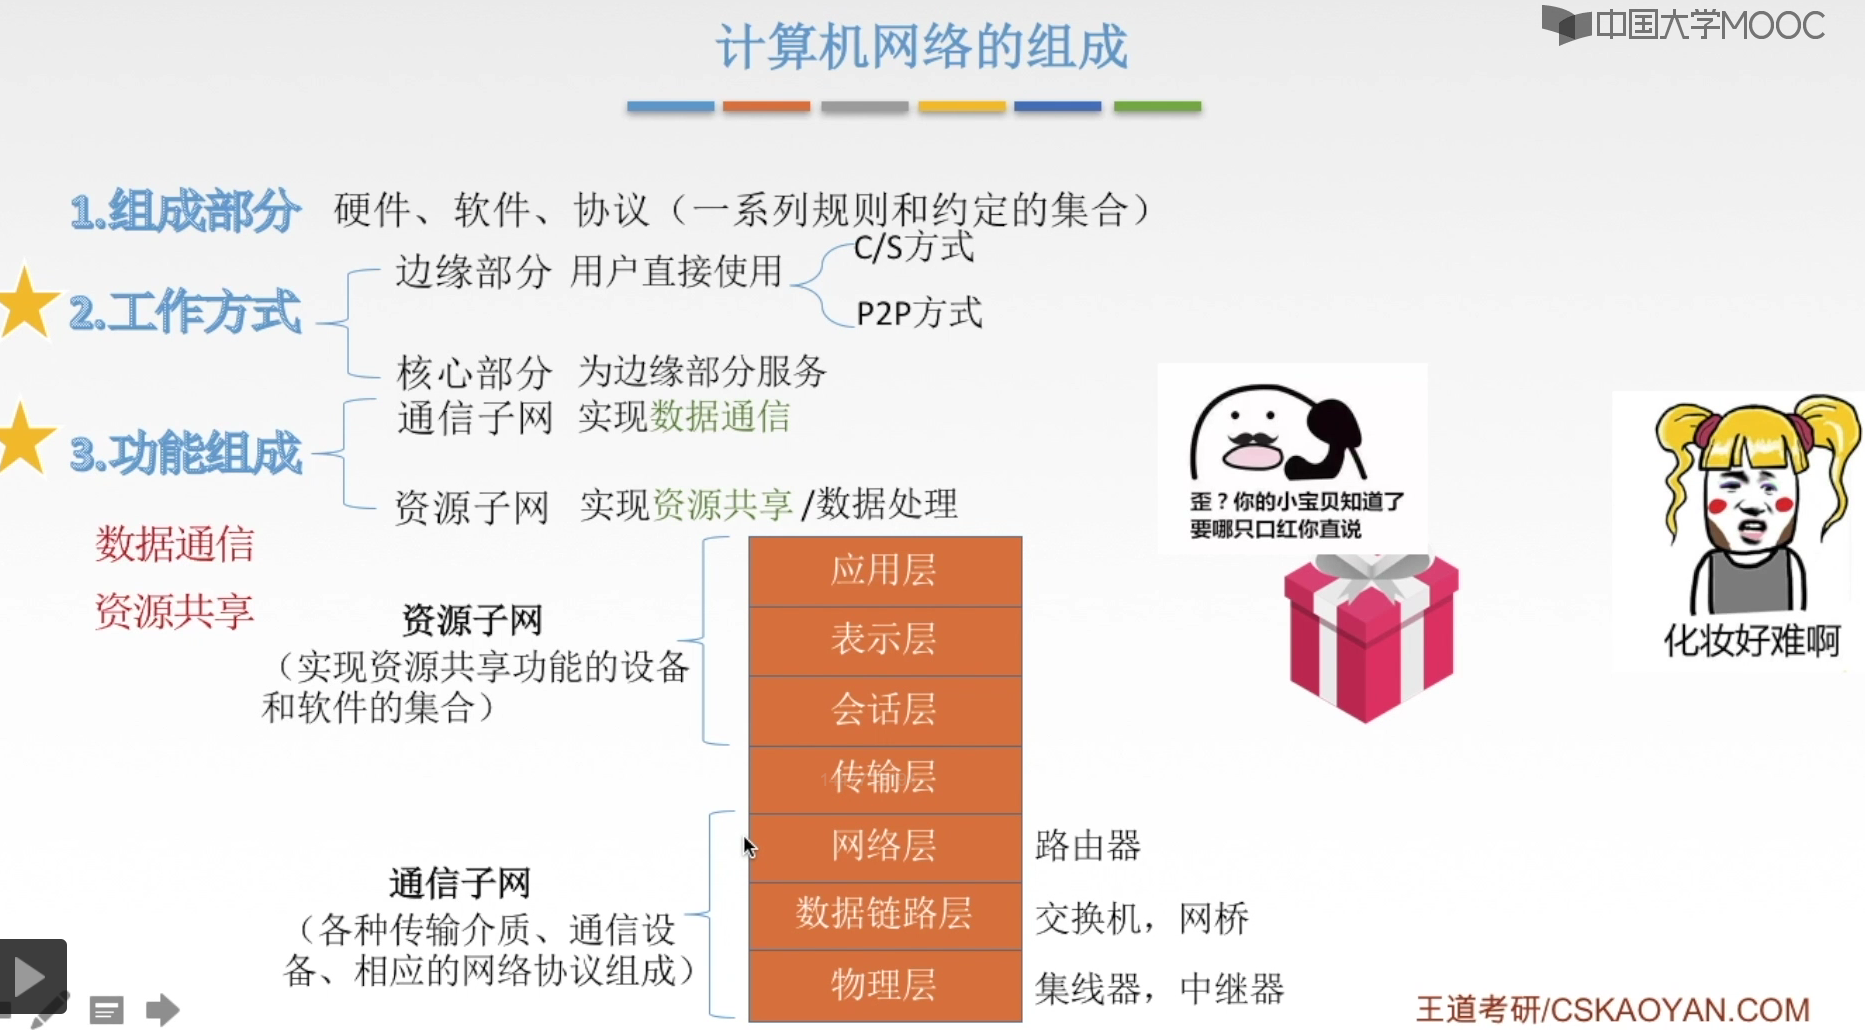 中国大学MOOC
计算机网络的组成
1.组成部分 硬件、软件、协议（一系列规则和约定的集合）
2.工作方式
边缘部分 用户直接使用
C/S方式
P2P方式
核心部分 为边缘部分服务
3.功能组成
通信子网 实现数据通信
资源子网 实现资源共享/数据处理
数据通信
资源共享
资源子网
（实现资源共享功能的设备
和软件的集合）
应用层
表示层
会话层
传输层
网络层 路由器
数据链路层 交换机，网桥
物理层 集线器，中继器
通信子网
（各种传输介质、通信设
备、相应的网络协议组成）
歪？你的小宝贝知道了
要哪只口红你直说
化妆好难啊
王道考研/CSKAOYAN.COM